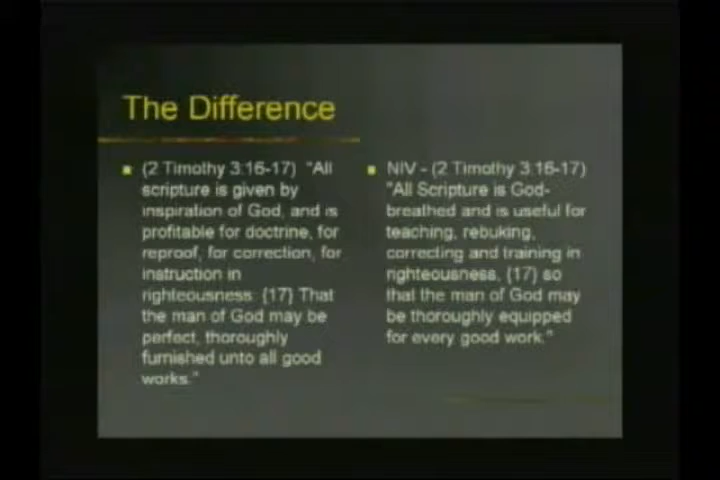 The Difference
(2 Timothy 3:16-17) "All
scripture is given by
inspiration of God, and is
profitable for doctrine, for
reproof, for correction, for
instruction in
righteousness: {17} That
the man of God may be
perfect, thoroughly
furnished unto all good
works."
NIV - (2 Timothy 3:16-17)
"All Scripture is God-
breathed and is useful for
teaching, rebuking,
correcting and training in
righteousness, {17} so
that the man of God may
be thoroughly equipped
for every good work."